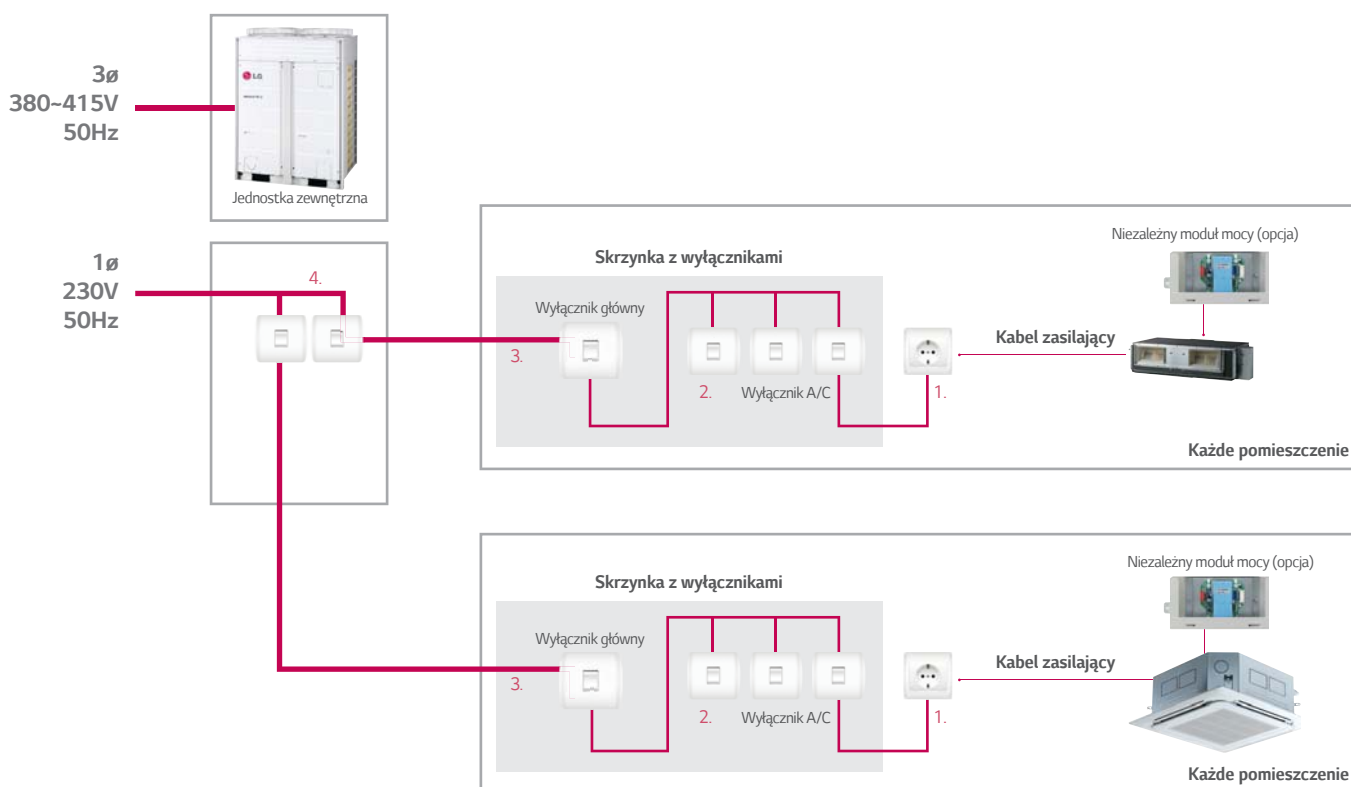 3ø
380~415V
50Hz
LG
Jednostka zewnętrzna
1ø
230V
50Hz
4.
Skrzynka z wyłącznikami
Wyłącznik główny
3.
2.
Wyłącznik A/C
1.
Kabel zasilający
Niezależny moduł mocy (opcja)
Każde pomieszczenie
Skrzynka z wyłącznikami
Wyłącznik główny
3.
2.
Wyłącznik A/C
1.
Kabel zasilający
Niezależny moduł mocy (opcja)
Każde pomieszczenie